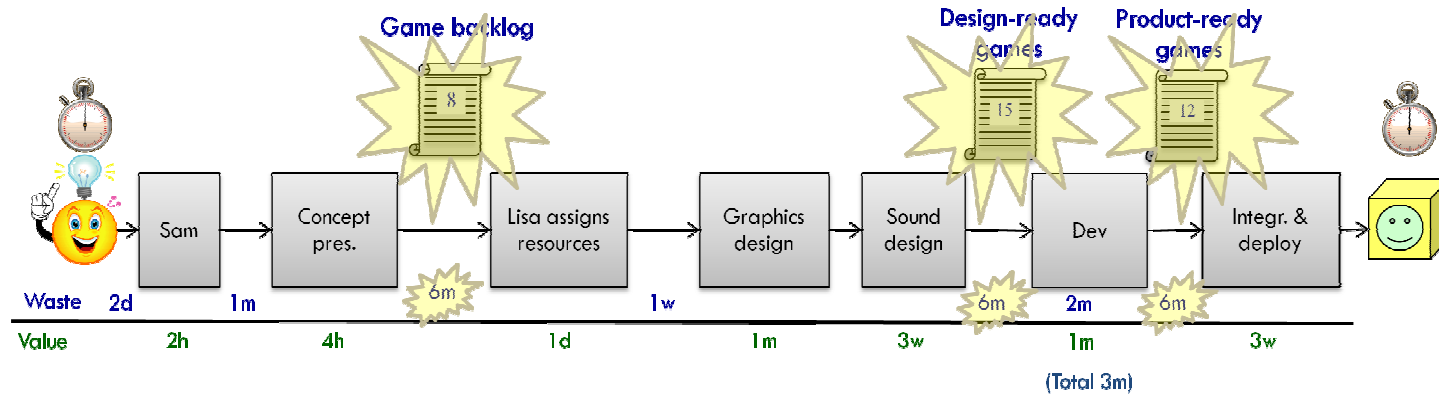 Game backlog
Design-ready
games
Product-ready
games
8
15
12
Sam
Concept
pres.
Lisa assigns
resources
Graphics
design
Sound
design
Dev
Integr. &
deploy
Waste 2d 1m 6m 1w 6m 2m 6m
Value 2h 4h 1d 1m 3w 1m 3w
(Total 3m)